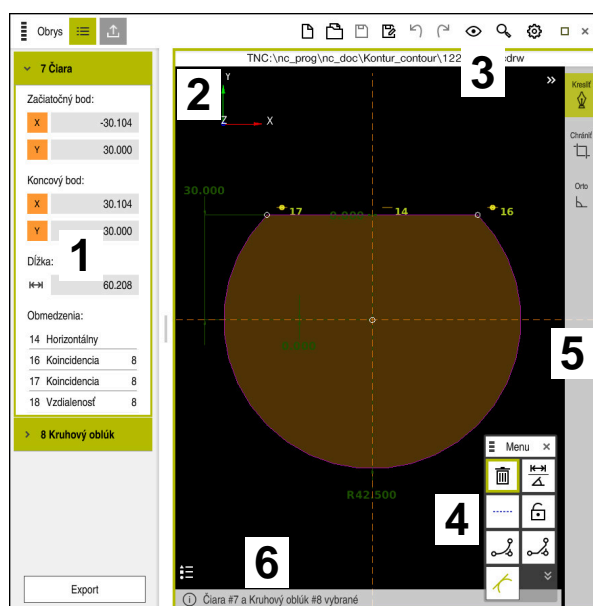 Obrys
TNC:\nc_prog\nc_doc\Kontur_contour\122
cdrw
3
7 Čiara
Začiatočný bod:
X -30.104
Y 30.000
Koncový bod:
X 30.104
Y 30.000
1
Dĺžka:
60.208
Obmedzenia:
14 Horizontálny
16 Koincidencia 8
17 Koincidencia 8
18 Vzdialenosť 8
8 Kruhový oblúk
Export
2
Y
Z X
30.000
17
14
16
R42.500
Kresliť
Chrániť
Orto
5
Menu
4
6
Čiara #7 a Kruhový oblúk #8 vybrané